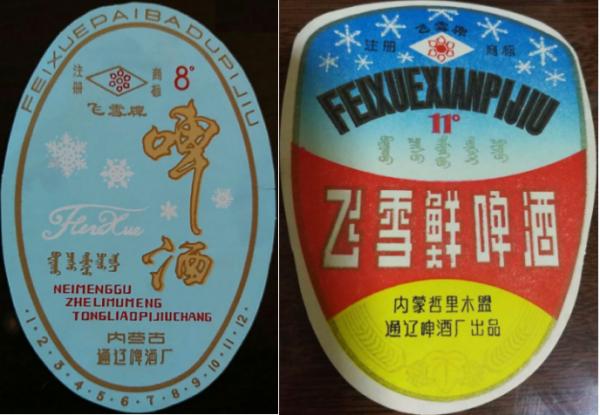 FEIXUEPAIBADUPIJIU
注册 商标 8°
飞雪牌
啤酒
FeiXue
NEIMENGGU
ZHELIMUMENG
TONGLIAOPIJIUCHANG
内蒙古
通辽啤酒厂
·1·2·3·4·5·6·7·8·9·10·11·12·
飞雪牌
注册 商标
FEIXUEXIANPIJIU
11°
飞雪鲜啤酒
内蒙哲里木盟
通辽啤酒厂出品